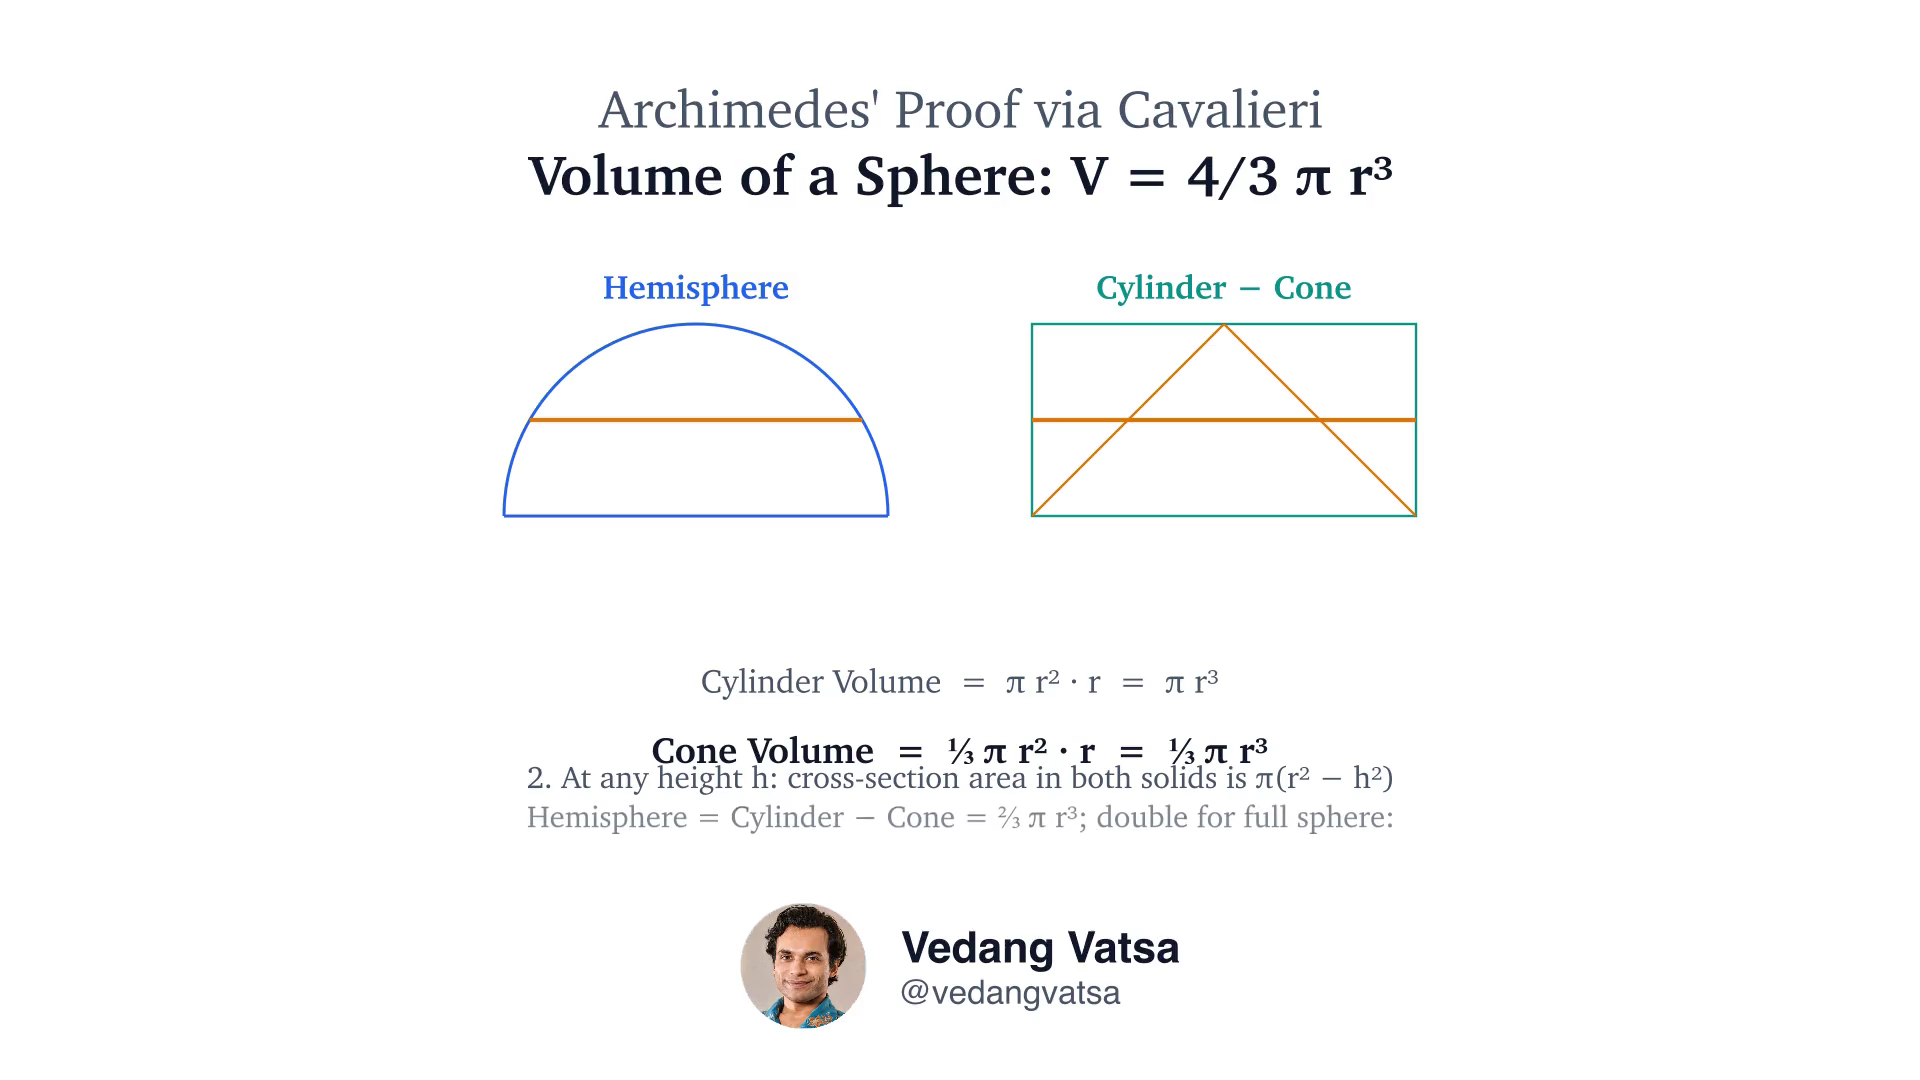 Archimedes' Proof via Cavalieri
Volume of a Sphere: V = 4/3 π r³
Hemisphere
Cylinder − Cone
Cylinder Volume = π r² · r = π r³
Cone Volume = ⅓ π r² · r = ⅓ π r³
2. At any height h: cross-section area in both solids is π(r² − h²)
Hemisphere = Cylinder − Cone = ⅔ π r³; double for full sphere:
Vedang Vatsa
@vedangvatsa